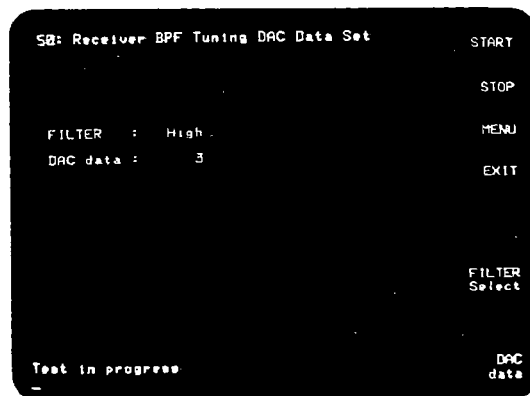 50: Receiver BPF Tuning DAC Data Set
START
STOP
FILTER : High
MENU
DAC data : 3
EXIT
FILTER
Select
DAC
data
Test in progress